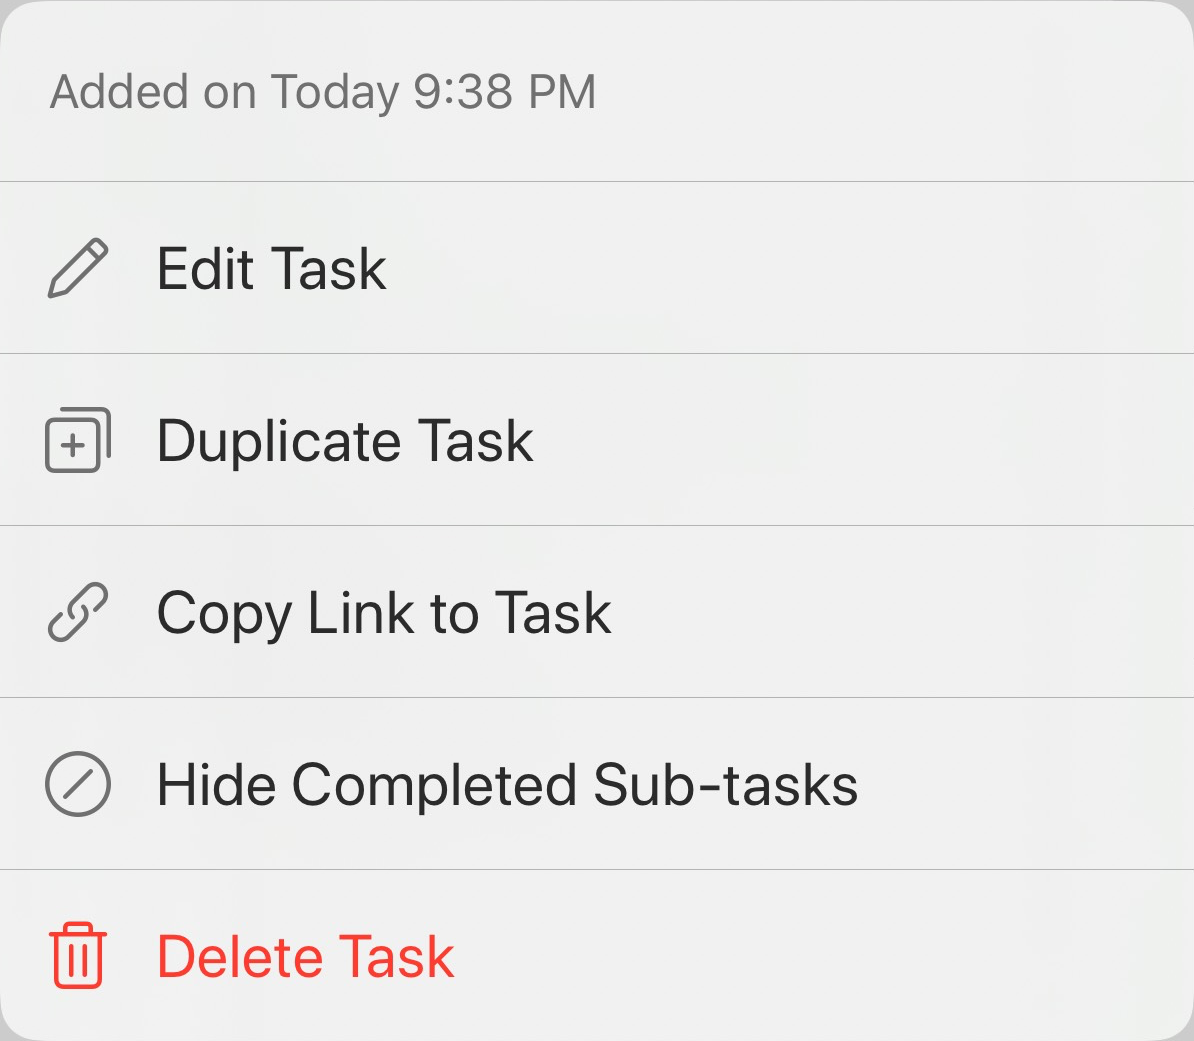 Added on Today 9:38 PM
Edit Task
Duplicate Task
Copy Link to Task
Hide Completed Sub-tasks
Delete Task